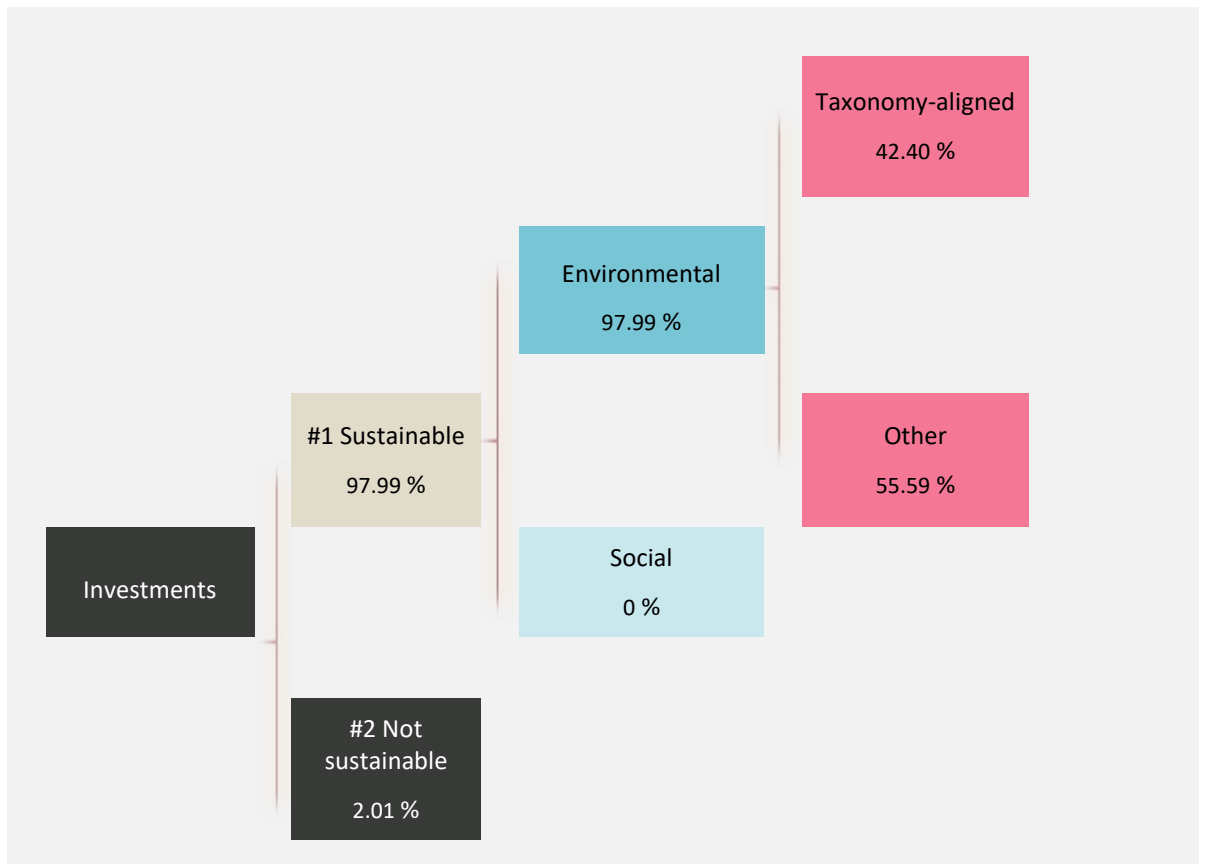 Taxonomy-aligned
42.40 %
Environmental
97.99 %
#1 Sustainable
97.99 %
Other
55.59 %
Investments
Social
0 %
#2 Not
sustainable
2.01 %